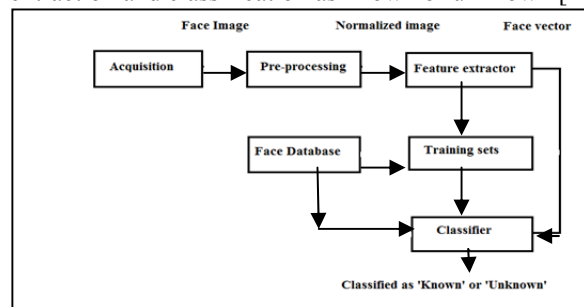 Face Image Normalized image Face vector
Acquisition Pre-processing Feature extractor
Face Database Training sets
Classifier
Classified as 'Known' or 'Unknown'